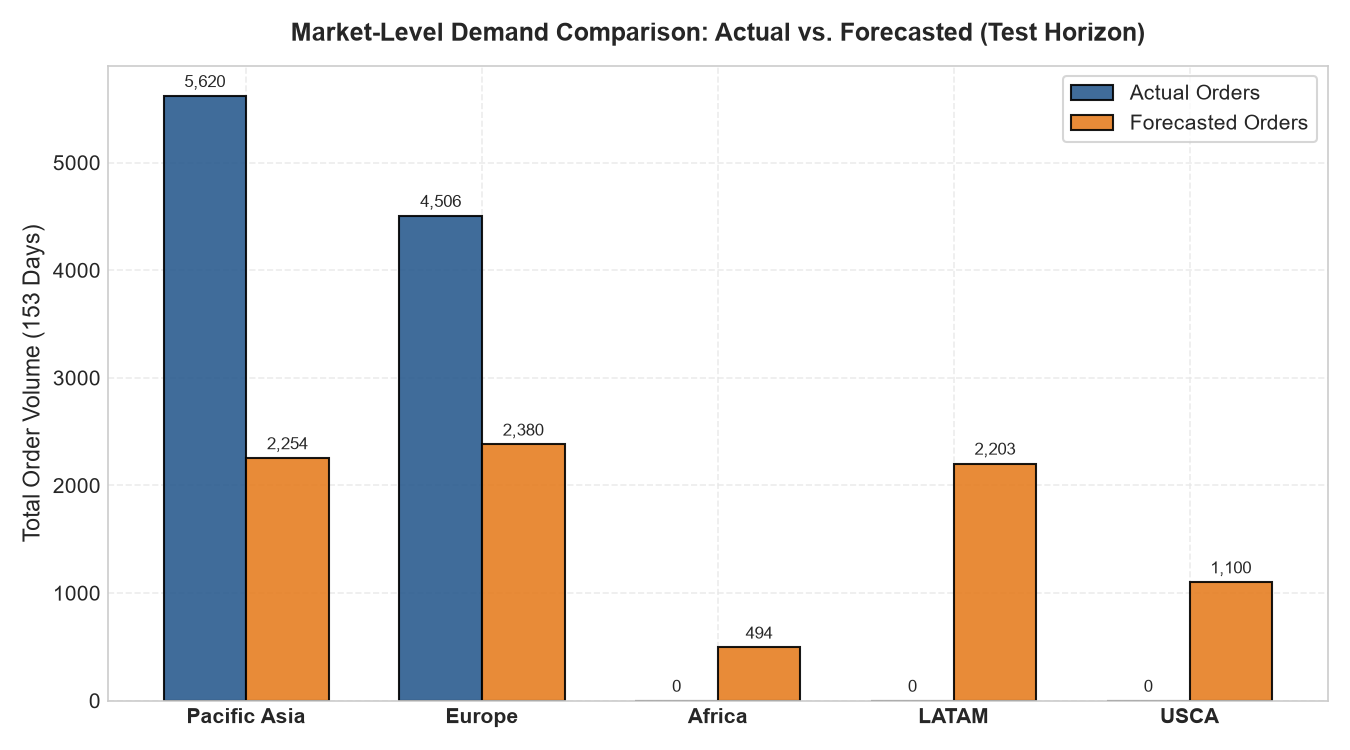 Market-Level Demand Comparison: Actual vs. Forecasted (Test Horizon)
Actual Orders
Forecasted Orders
Total Order Volume (153 Days)
5000
4000
3000
2000
1000
0
5,620
2,254
4,506
2,380
0
494
0
2,203
0
1,100
Pacific Asia
Europe
Africa
LATAM
USCA